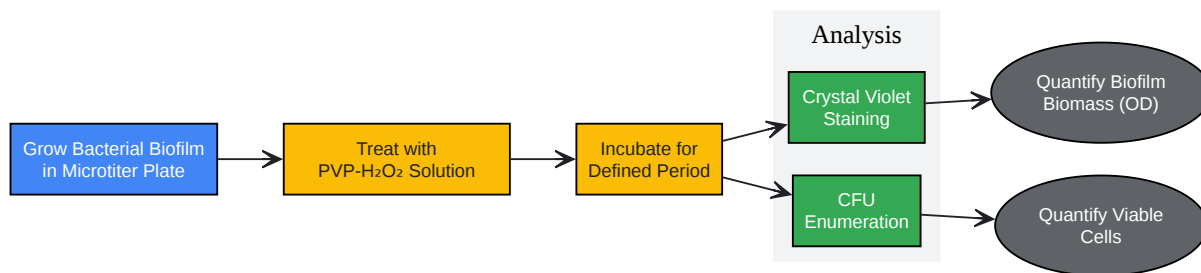 Grow Bacterial Biofilm
in Microtiter Plate
Treat with
PVP-H₂O₂ Solution
Incubate for
Defined Period
Analysis
Crystal Violet
Staining
CFU
Enumeration
Quantify Biofilm
Biomass (OD)
Quantify Viable
Cells